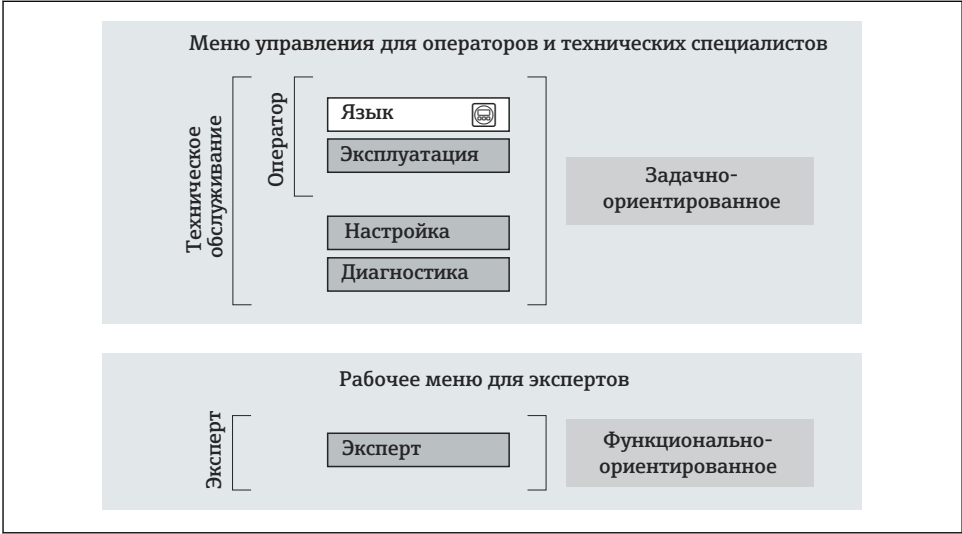 Меню управления для операторов и технических специалистов
Техническое
обслуживание
Оператор
Язык
Эксплуатация
Настройка
Диагностика
Задачно-
ориентированное
Рабочее меню для экспертов
Эксперт
Эксперт
Функционально-
ориентированное